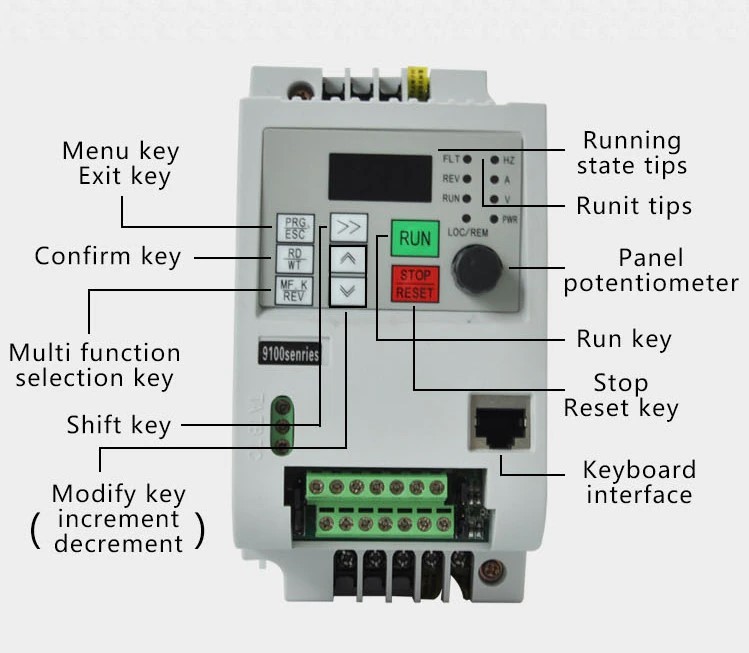 Menu key
Exit key
Confirm key
Multi function
selection key
Shift key
Modify key
( increment
decrement )
FLT
HZ
REV
A
RUN
V
PWR
LOC/REM
PRG
ESC
>>
RUN
RD
WT
STOP
RESET
MF.K
REV
9100senries
Running
state tips
Runit tips
Panel
potentiometer
Run key
Stop
Reset key
Keyboard
interface